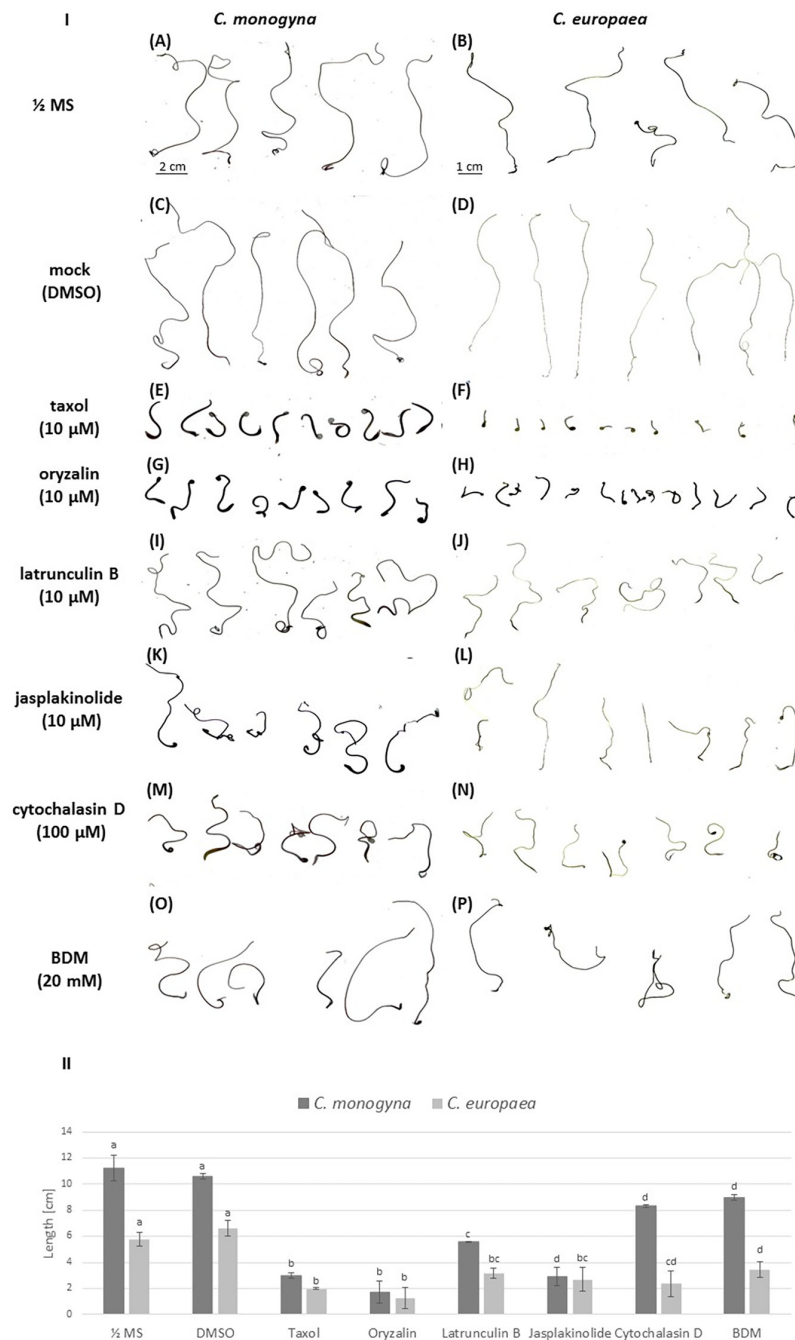 I
C. monogyna
C. europaea
(A)
(B)
½ MS
2 cm
1 cm
(C)
(D)
mock
(DMSO)
(E)
(F)
taxol
(10 µM)
(G)
(H)
oryzalin
(10 µM)
(I)
(J)
latrunculin B
(10 µM)
(K)
(L)
jasplakinolide
(10 µM)
(M)
(N)
cytochalasin D
(100 µM)
(O)
(P)
BDM
(20 mM)
II
C. monogyna
C. europaea
Length [cm]
14
12
10
8
6
4
2
0
a
a
a
a
b
b
b
b
c
bc
d
bc
d
cd
d
d
½ MS
DMSO
Taxol
Oryzalin
Latrunculin B
Jasplakinolide
Cytochalasin D
BDM